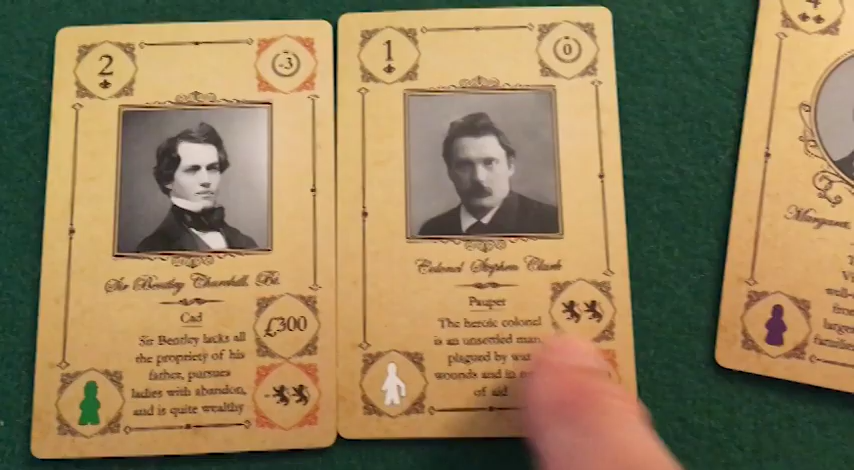 2
-3
Sir Bentley Thornhill, Bt.
Cad
£300
Sir Bentley lacks all
the propriety of his
father, pursues
ladies with abandon,
and is quite wealthy
-
1
0
Colonel Stephen Clark
Pauper
The heroic colonel
is an unsettled man,
plagued by war
wounds and in
of aid
4
Margaret